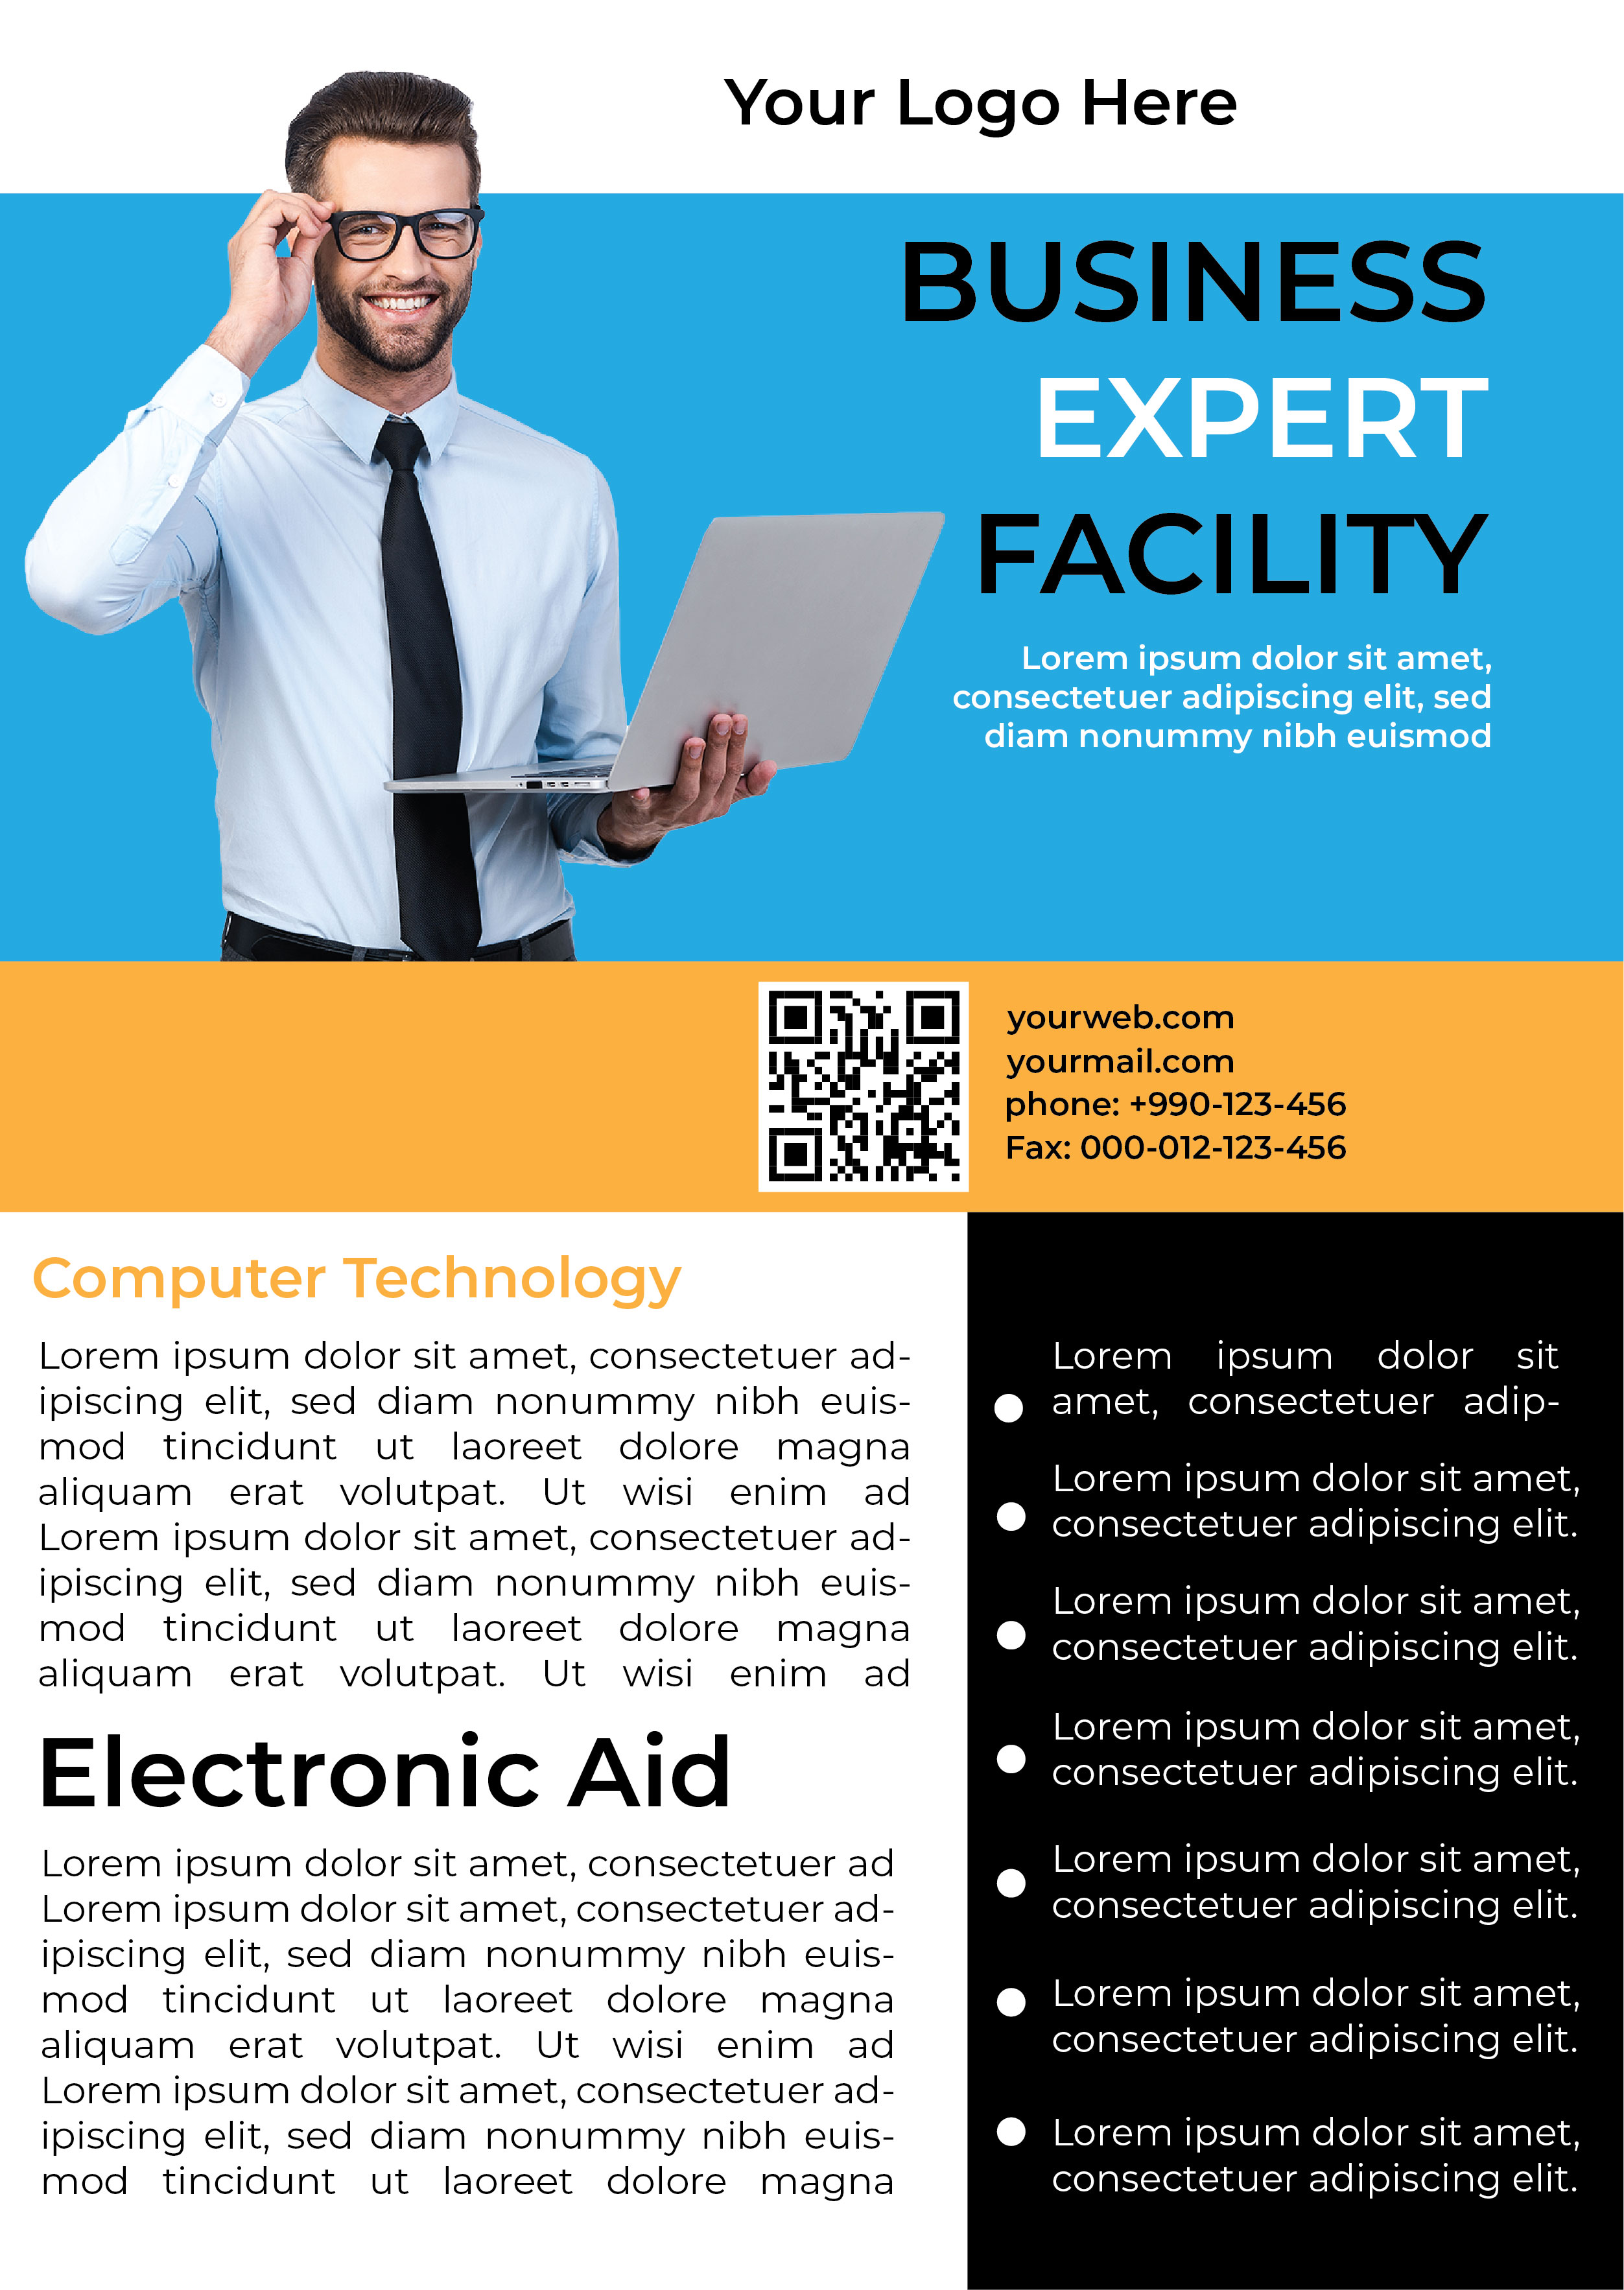 Your Logo Here
BUSINESS
EXPERT
FACILITY
Lorem ipsum dolor sit amet,
consectetuer adipiscing elit, sed
diam nonummy nibh euismod
yourweb.com
yourmail.com
phone: +990-123-456
Fax: 000-012-123-456
Computer Technology
Lorem ipsum dolor sit amet, consectetuer ad-
ipiscing elit, sed diam nonummy nibh euis-
mod tincidunt ut laoreet dolore magna
aliquam erat volutpat. Ut wisi enim ad
Lorem ipsum dolor sit amet, consectetuer ad-
ipiscing elit, sed diam nonummy nibh euis-
mod tincidunt ut laoreet dolore magna
aliquam erat volutpat. Ut wisi enim ad
Electronic Aid
Lorem ipsum dolor sit amet, consectetuer ad
Lorem ipsum dolor sit amet, consectetuer ad-
ipiscing elit, sed diam nonummy nibh euis-
mod tincidunt ut laoreet dolore magna
aliquam erat volutpat. Ut wisi enim ad
Lorem ipsum dolor sit amet, consectetuer ad-
ipiscing elit, sed diam nonummy nibh euis-
mod tincidunt ut laoreet dolore magna
Lorem ipsum dolor sit
amet, consectetuer adip-
Lorem ipsum dolor sit amet,
consectetuer adipiscing elit.
Lorem ipsum dolor sit amet,
consectetuer adipiscing elit.
Lorem ipsum dolor sit amet,
consectetuer adipiscing elit.
Lorem ipsum dolor sit amet,
consectetuer adipiscing elit.
Lorem ipsum dolor sit amet,
consectetuer adipiscing elit.
Lorem ipsum dolor sit amet,
consectetuer adipiscing elit.